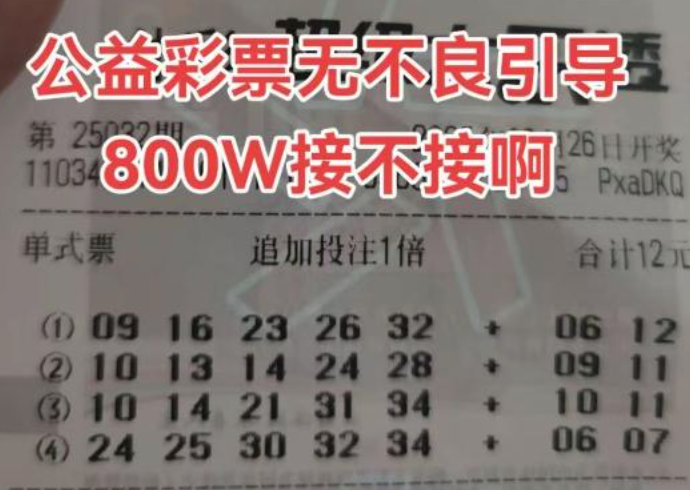 透
公益彩票无不良引导
第 25032期
126日开奖
800W接不接啊
11034
5 PxaDKQ
单式票 追加投注1倍 合计12元
① 09 16 23 26 32 + 06 12
② 10 13 14 24 28 + 09 11
③ 10 14 21 31 34 + 10 11
④ 24 25 30 32 34 + 06 07